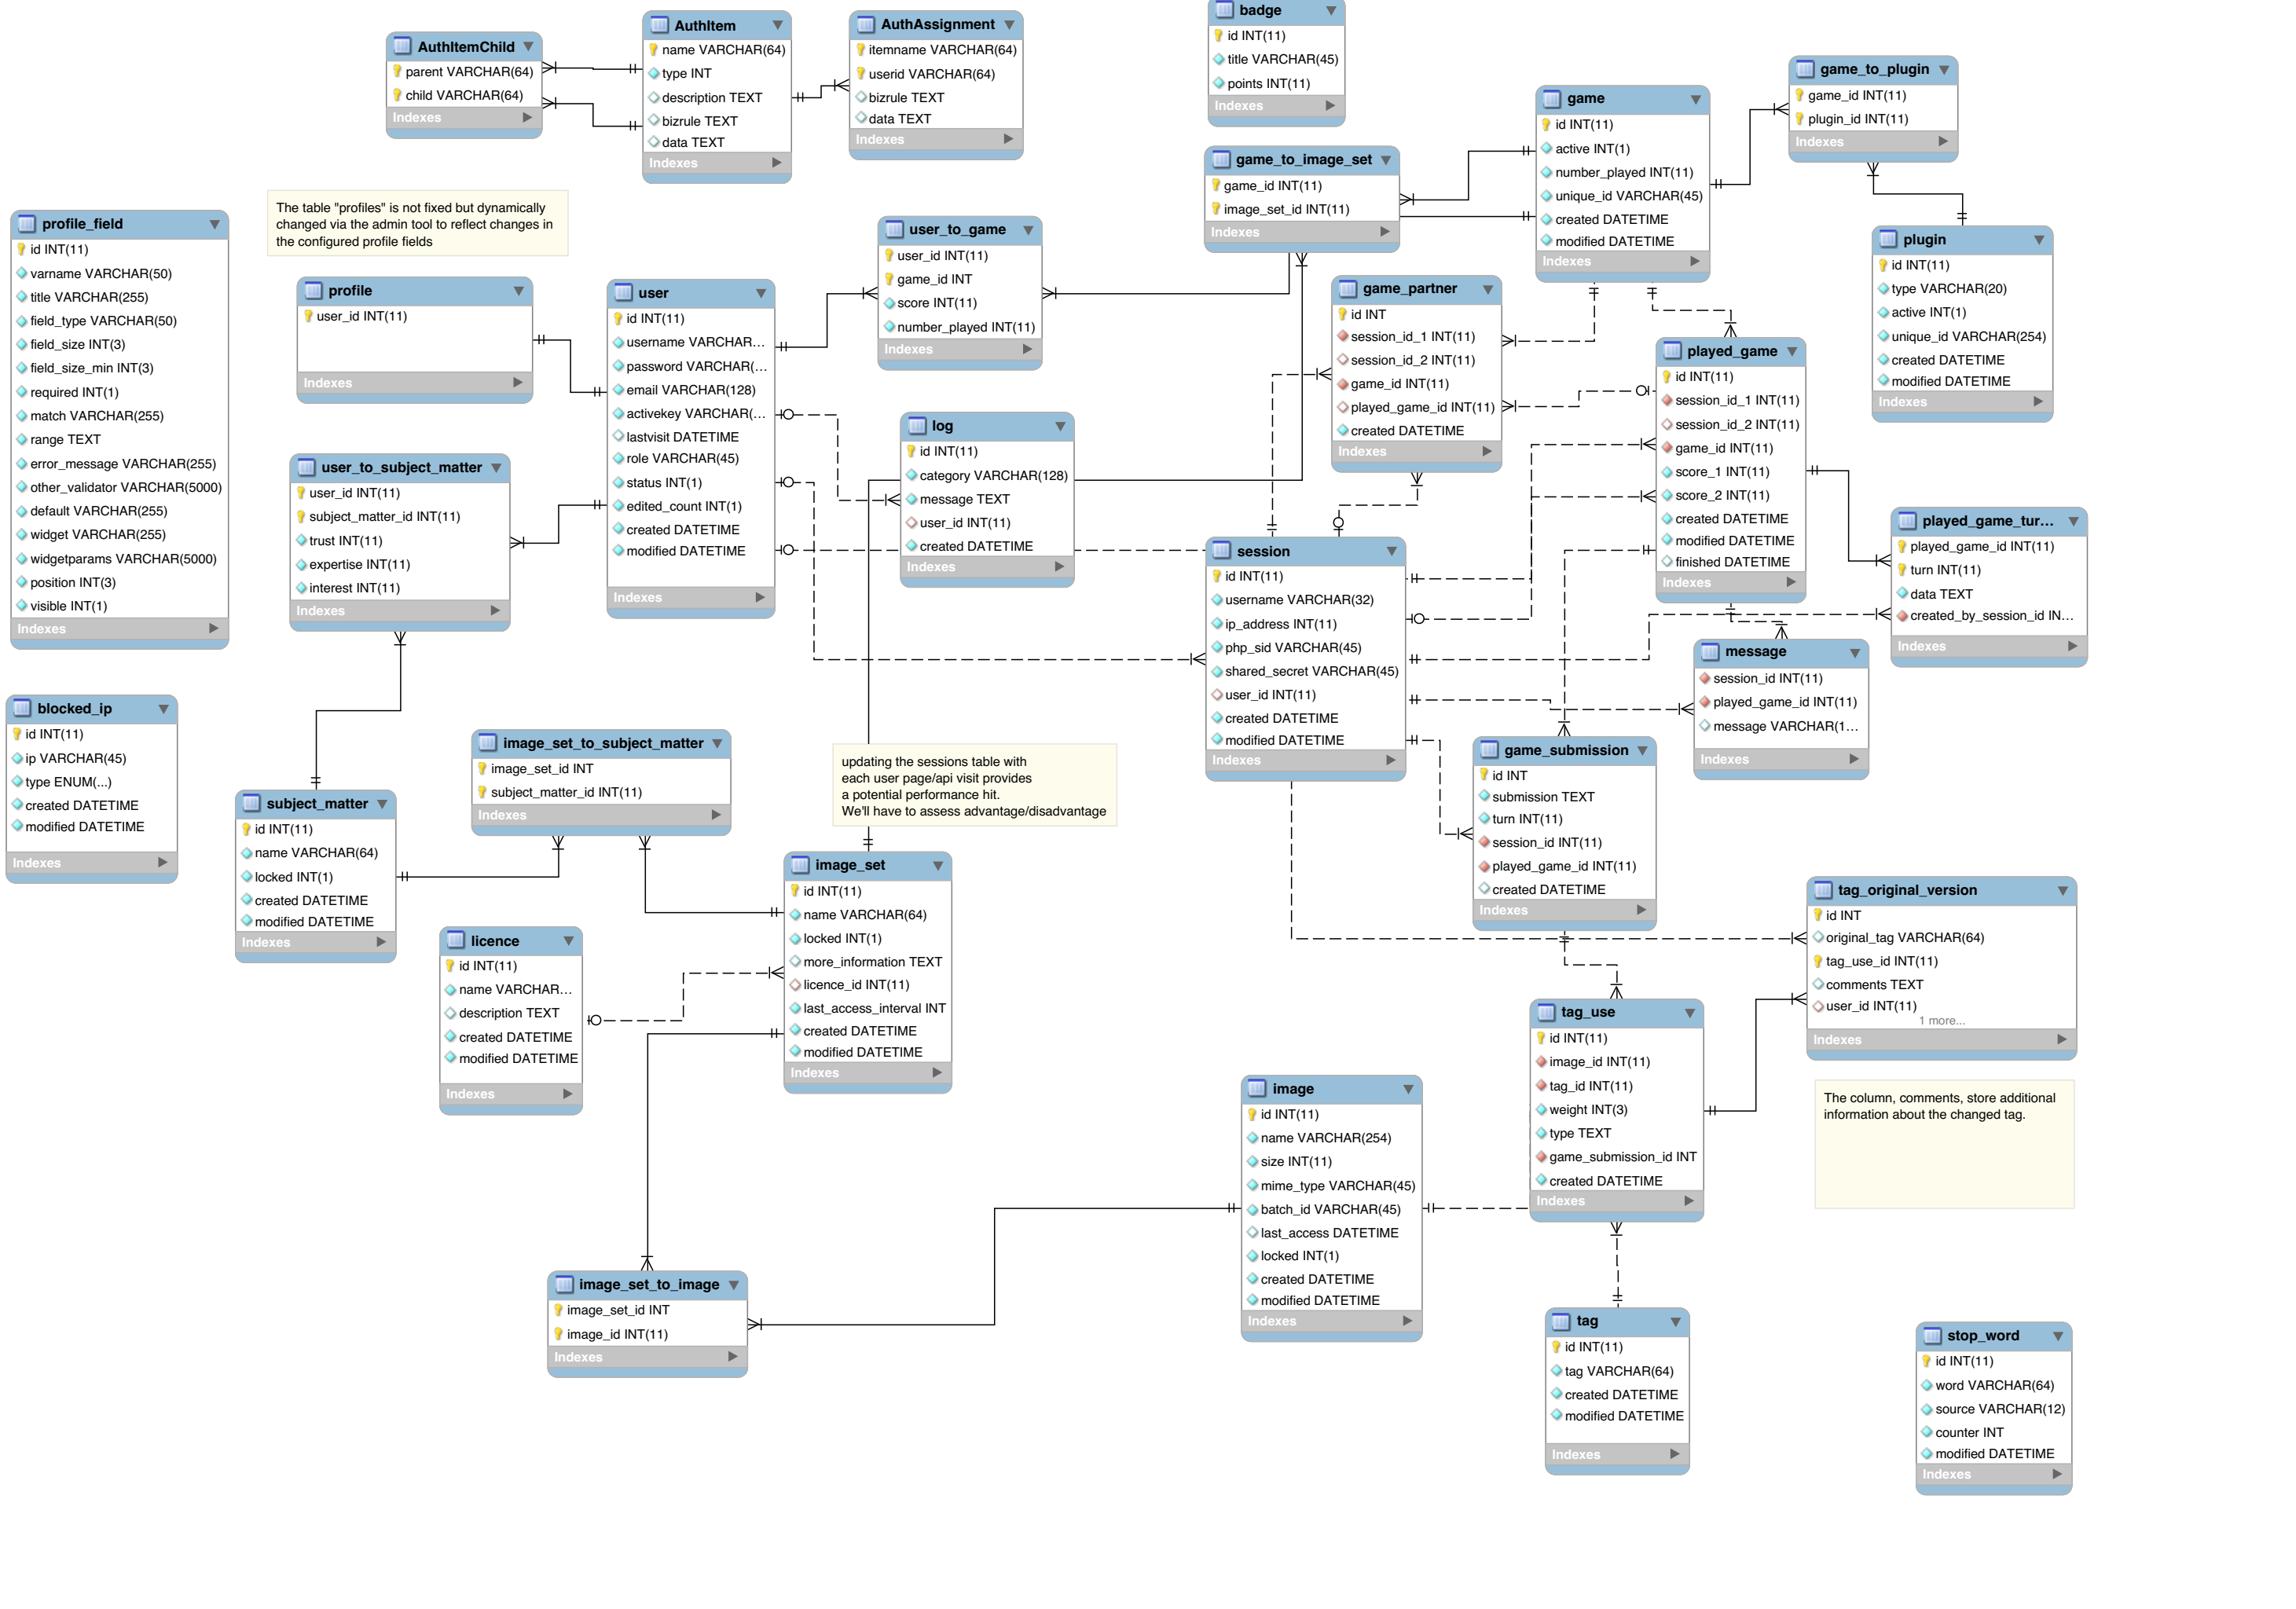 AuthItemChild
parent VARCHAR(64)
child VARCHAR(64)
Indexes
AuthItem
name VARCHAR(64)
type INT
description TEXT
bizrule TEXT
data TEXT
Indexes
AuthAssignment
itemname VARCHAR(64)
userid VARCHAR(64)
bizrule TEXT
data TEXT
Indexes
badge
id INT(11)
title VARCHAR(45)
points INT(11)
Indexes
game_to_image_set
game_id INT(11)
image_set_id INT(11)
Indexes
game
id INT(11)
active INT(1)
number_played INT(11)
unique_id VARCHAR(45)
created DATETIME
modified DATETIME
Indexes
game_to_plugin
game_id INT(11)
plugin_id INT(11)
Indexes
plugin
id INT(11)
type VARCHAR(20)
active INT(1)
unique_id VARCHAR(254)
created DATETIME
modified DATETIME
Indexes
profile_field
id INT(11)
varname VARCHAR(50)
title VARCHAR(255)
field_type VARCHAR(50)
field_size INT(3)
field_size_min INT(3)
required INT(1)
match VARCHAR(255)
range TEXT
error_message VARCHAR(255)
other_validator VARCHAR(5000)
default VARCHAR(255)
widget VARCHAR(255)
widgetparams VARCHAR(5000)
position INT(3)
visible INT(1)
Indexes
The table "profiles" is not fixed but dynamically
changed via the admin tool to reflect changes in
the configured profile fields
profile
user_id INT(11)
Indexes
user
id INT(11)
username VARCHAR...
password VARCHAR(...
email VARCHAR(128)
activekey VARCHAR(...
lastvisit DATETIME
role VARCHAR(45)
status INT(1)
edited_count INT(1)
created DATETIME
modified DATETIME
Indexes
user_to_game
user_id INT(11)
game_id INT
score INT(11)
number_played INT(11)
Indexes
game_partner
id INT
session_id_1 INT(11)
session_id_2 INT(11)
game_id INT(11)
played_game_id INT(11)
created DATETIME
Indexes
played_game
id INT(11)
session_id_1 INT(11)
session_id_2 INT(11)
game_id INT(11)
score_1 INT(11)
score_2 INT(11)
created DATETIME
modified DATETIME
finished DATETIME
Indexes
log
id INT(11)
category VARCHAR(128)
message TEXT
user_id INT(11)
created DATETIME
Indexes
user_to_subject_matter
user_id INT(11)
subject_matter_id INT(11)
trust INT(11)
expertise INT(11)
interest INT(11)
Indexes
played_game_tur...
played_game_id INT(11)
turn INT(11)
data TEXT
created_by_session_id IN...
Indexes
session
id INT(11)
username VARCHAR(32)
ip_address INT(11)
php_sid VARCHAR(45)
shared_secret VARCHAR(45)
user_id INT(11)
created DATETIME
modified DATETIME
Indexes
message
session_id INT(11)
played_game_id INT(11)
message VARCHAR(1...
Indexes
blocked_ip
id INT(11)
ip VARCHAR(45)
type ENUM(...)
created DATETIME
modified DATETIME
Indexes
image_set_to_subject_matter
image_set_id INT
subject_matter_id INT(11)
Indexes
updating the sessions table with
each user page/api visit provides
a potential performance hit.
We'll have to assess advantage/disadvantage
game_submission
id INT
submission TEXT
turn INT(11)
session_id INT(11)
played_game_id INT(11)
created DATETIME
Indexes
subject_matter
id INT(11)
name VARCHAR(64)
locked INT(1)
created DATETIME
modified DATETIME
Indexes
image_set
id INT(11)
name VARCHAR(64)
locked INT(1)
more_information TEXT
licence_id INT(11)
last_access_interval INT
created DATETIME
modified DATETIME
Indexes
tag_original_version
id INT
original_tag VARCHAR(64)
tag_use_id INT(11)
comments TEXT
user_id INT(11)
1 more...
Indexes
licence
id INT(11)
name VARCHAR...
description TEXT
created DATETIME
modified DATETIME
Indexes
tag_use
id INT(11)
image_id INT(11)
tag_id INT(11)
weight INT(3)
type TEXT
game_submission_id INT
created DATETIME
Indexes
The column, comments, store additional
information about the changed tag.
image
id INT(11)
name VARCHAR(254)
size INT(11)
mime_type VARCHAR(45)
batch_id VARCHAR(45)
last_access DATETIME
locked INT(1)
created DATETIME
modified DATETIME
Indexes
image_set_to_image
image_set_id INT
image_id INT(11)
Indexes
tag
id INT(11)
tag VARCHAR(64)
created DATETIME
modified DATETIME
Indexes
stop_word
id INT(11)
word VARCHAR(64)
source VARCHAR(12)
counter INT
modified DATETIME
Indexes